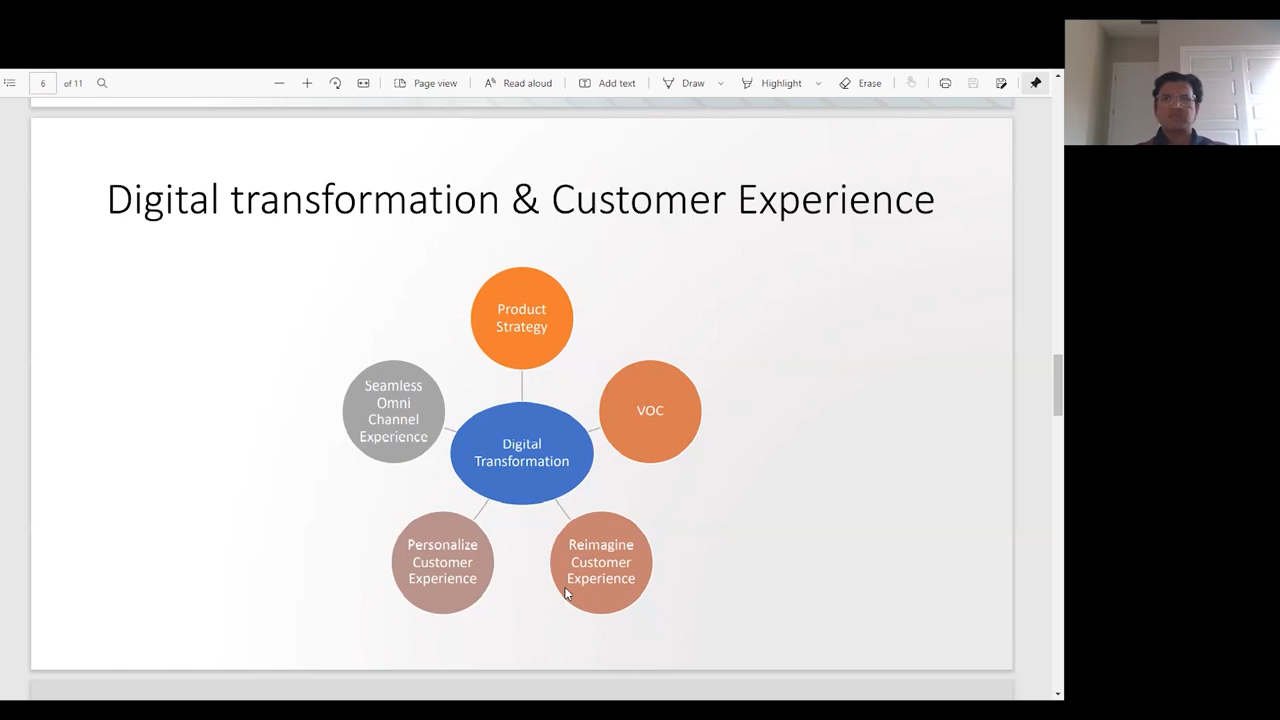 6 of 11
Page view
Read aloud
Add text
Draw
Highlight
Erase
Digital transformation & Customer Experience
Product
Strategy
Seamless
Omni
Channel
Experience
VOC
Digital
Transformation
Personalize
Customer
Experience
Reimagine
Customer
Experience